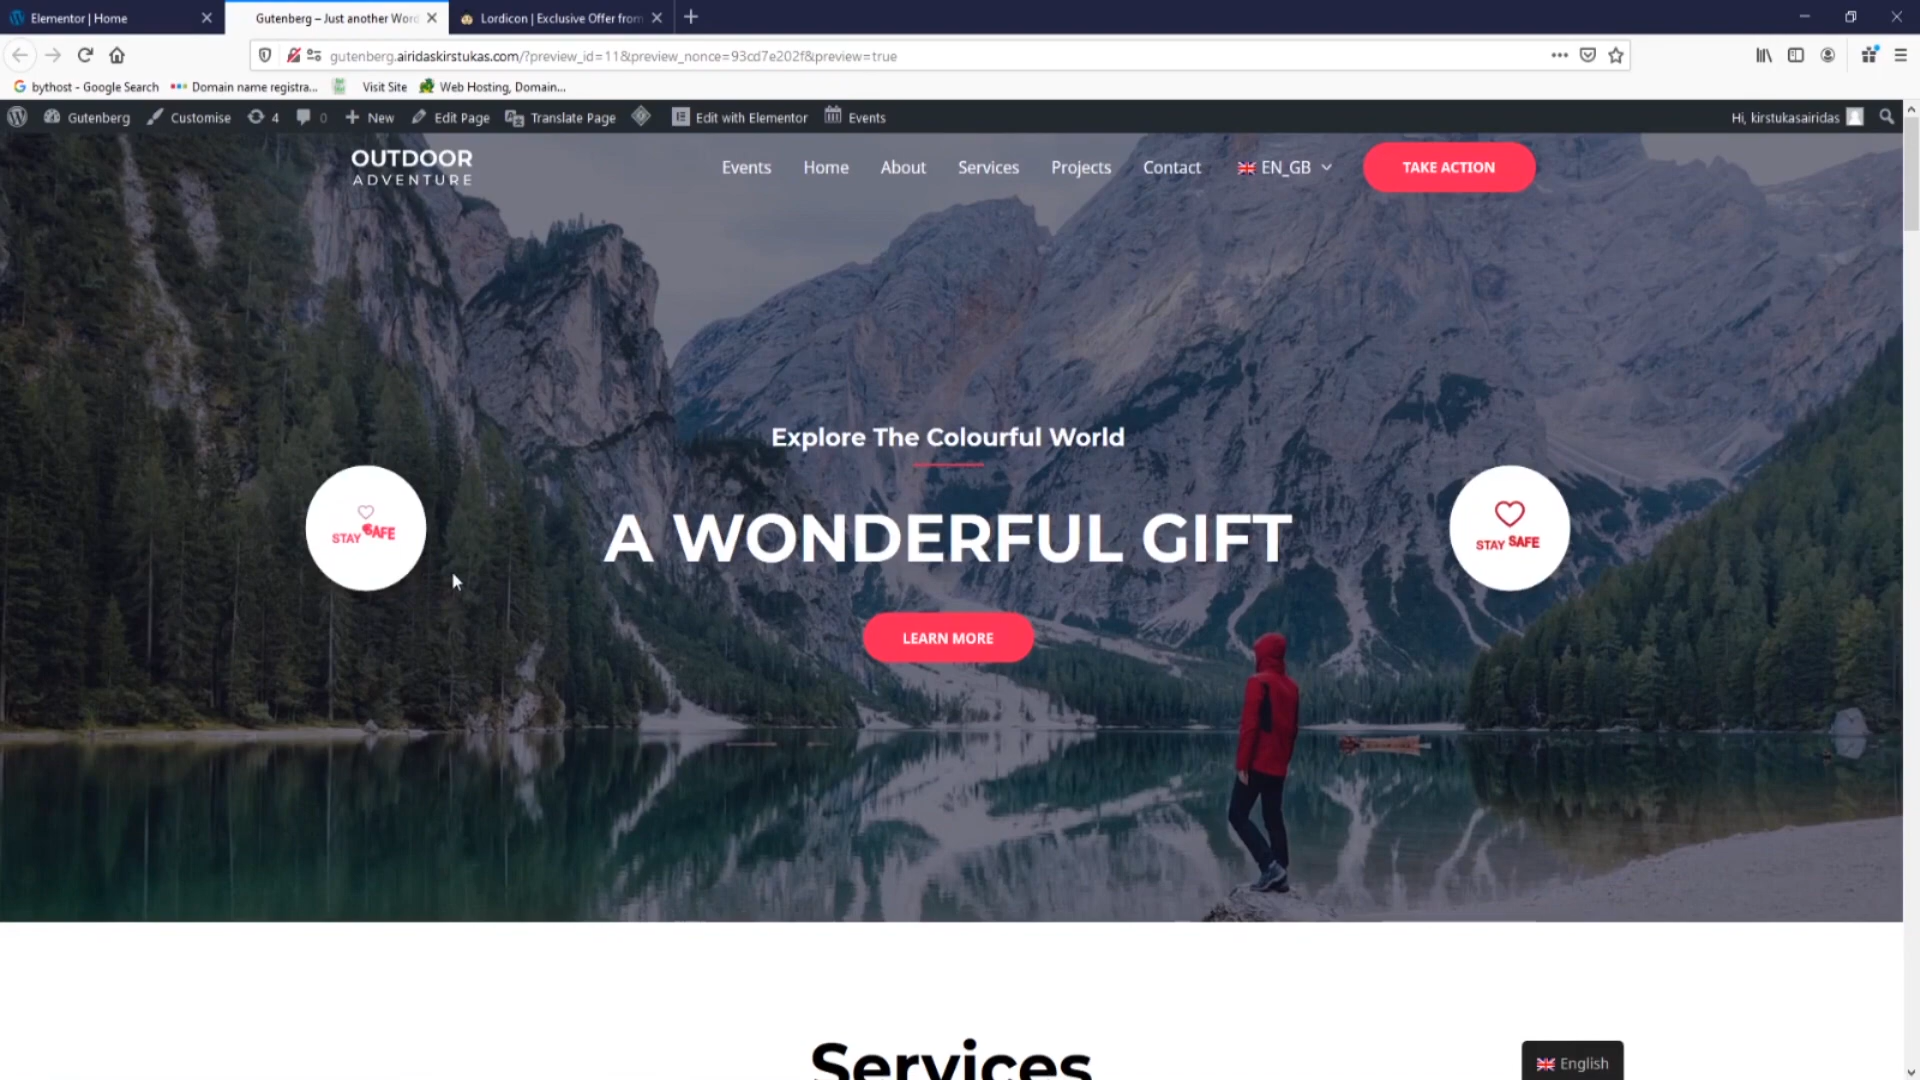 Elementor | Home
Gutenberg – Just another Word
Lordicon | Exclusive Offer from
gutenberg.airidaskirstukas.com/?preview_id=11&preview_nonce=93cd7e202f&preview=true
bythost - Google Search
Domain name registra...
Visit Site
Web Hosting, Domain...
Gutenberg
Customise
4
0
New
Edit Page
Translate Page
Edit with Elementor
Events
Hi, kirstukasairidas
OUTDOOR
ADVENTURE
Events
Home
About
Services
Projects
Contact
EN_GB
TAKE ACTION
Explore The Colourful World
A WONDERFUL GIFT
STAY SAFE
STAY SAFE
LEARN MORE
Services
English